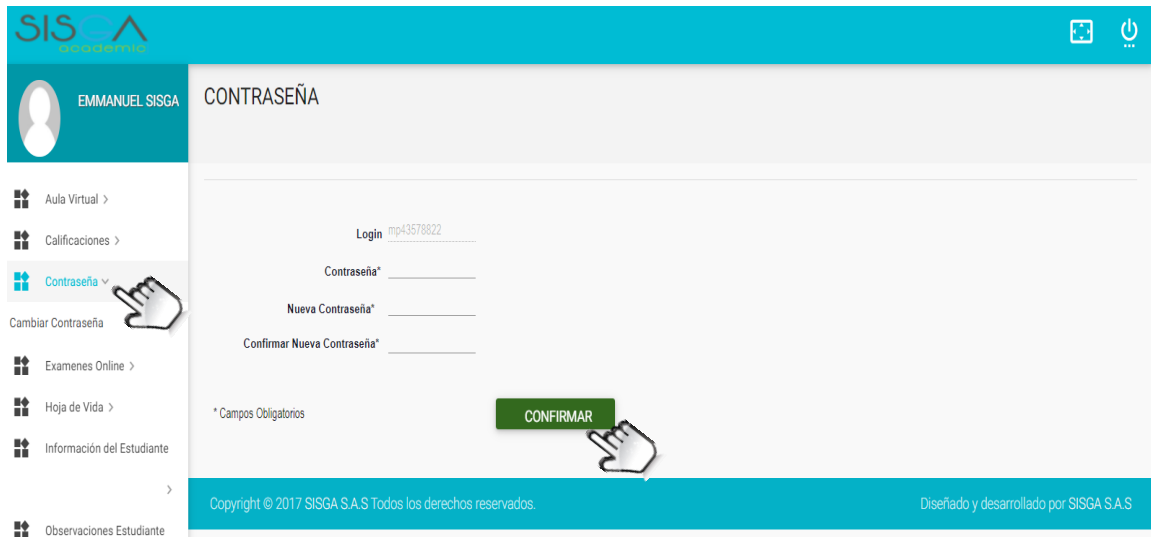 SISGA
academic
EMMANUEL SISGA
CONTRASEÑA
Aula Virtual >
Calificaciones >
Contraseña
Cambiar Contraseña
Examenes Online >
Hoja de Vida >
Información del Estudiante
>
Observaciones Estudiante
Login mp43578822
Contraseña*
Nueva Contraseña*
Confirmar Nueva Contraseña*
* Campos Obligatorios
CONFIRMAR
Copyright © 2017 SISGA S.A.S Todos los derechos reservados.
Diseñado y desarrollado por SISGA S.A.S